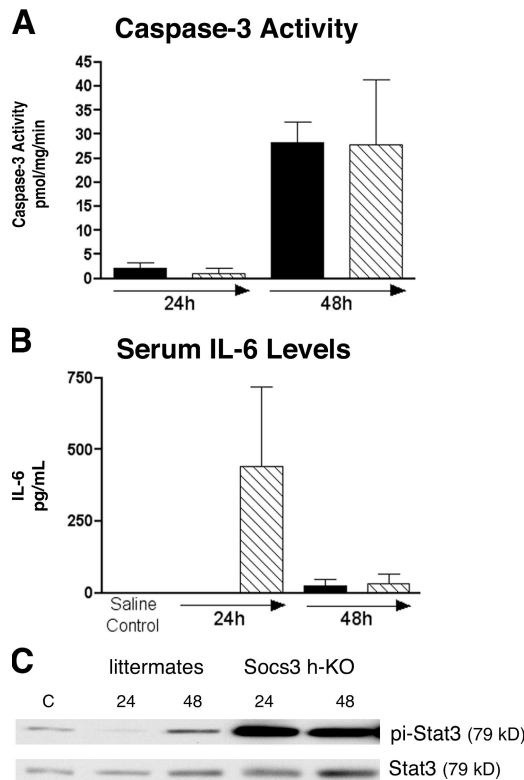 A
Caspase-3 Activity
Caspase-3 Activity
pmol/mg/min
45
40
35
30
25
20
15
10
5
0
24h
48h
B
Serum IL-6 Levels
IL-6
pg/mL
750
500
250
0
Saline
Control
24h
48h
C
littermates Socs3 h-KO
C 24 48 24 48
pi-Stat3 (79 kD)
Stat3 (79 kD)